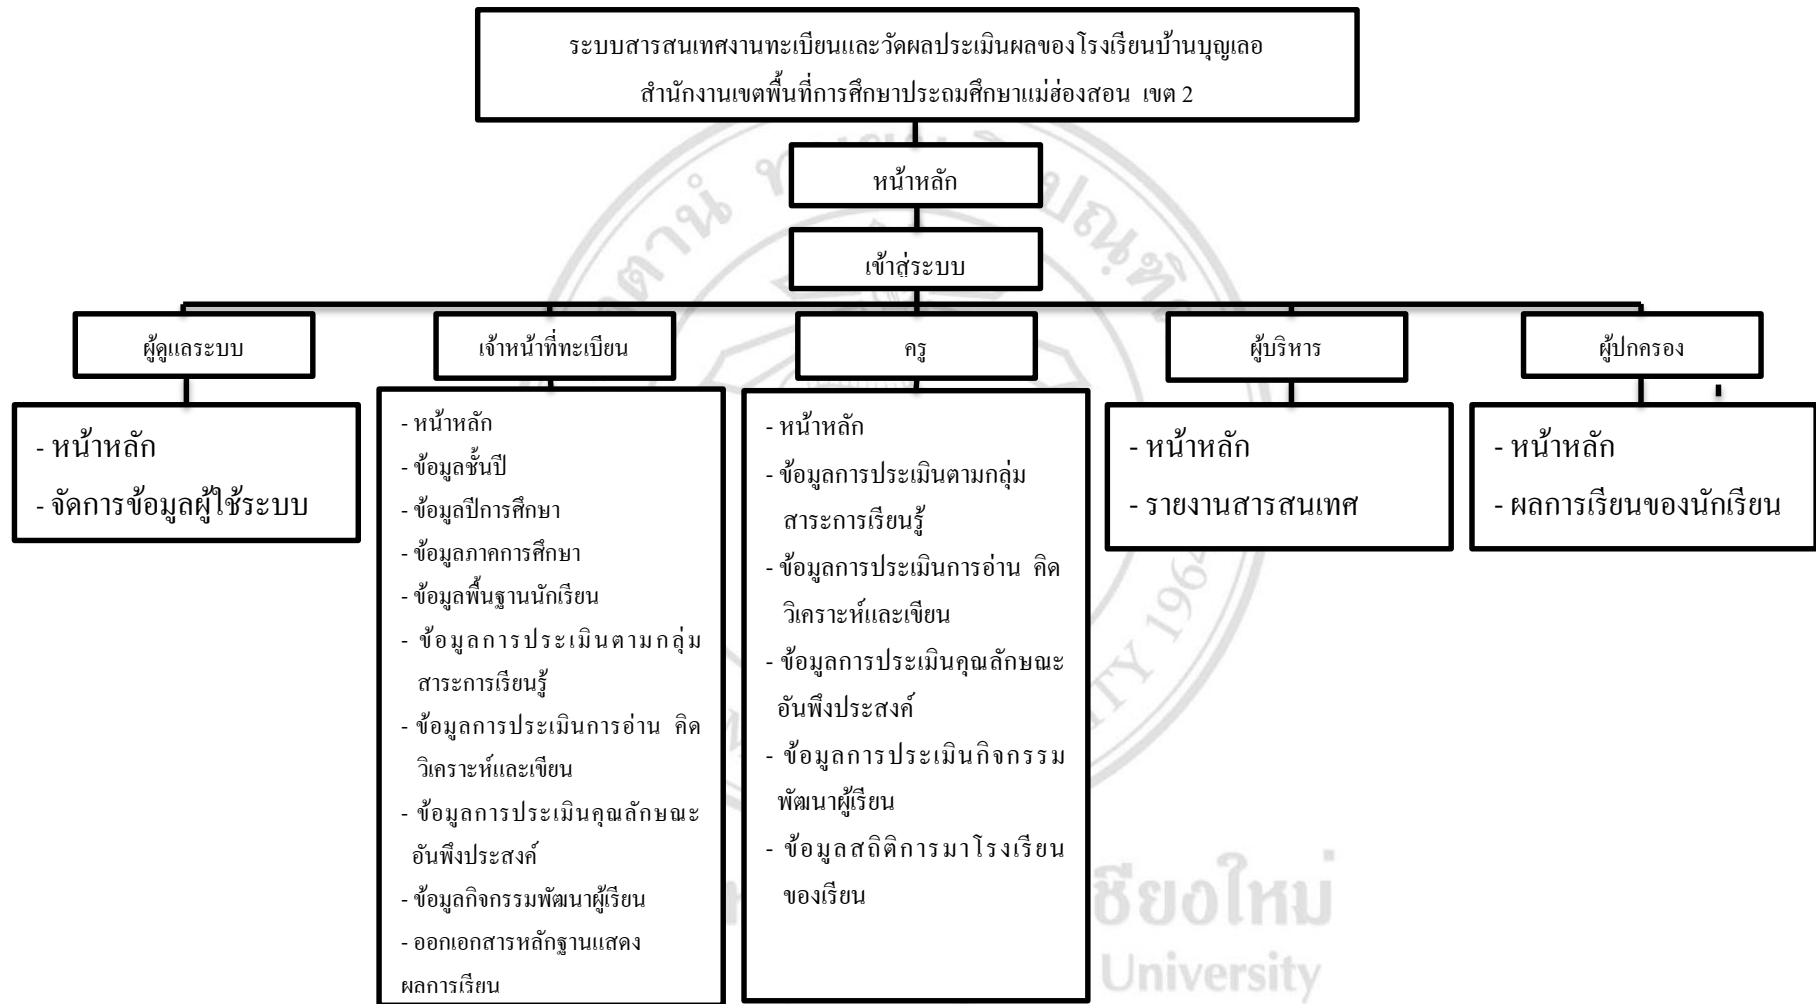 ระบบสารสนเทศงานทะเบียนและวัดผลประเมินผลของโรงเรียนบ้านบุญเลอ
สำนักงานเขตพื้นที่การศึกษาประถมศึกษาแม่ฮ่องสอน เขต 2
หน้าหลัก
เข้าสู่ระบบ
ผู้ดูแลระบบ
- หน้าหลัก
- จัดการข้อมูลผู้ใช้ระบบ
เจ้าหน้าที่ทะเบียน
- หน้าหลัก
- ข้อมูลชั้นปี
- ข้อมูลปีการศึกษา
- ข้อมูลภาคการศึกษา
- ข้อมูลพื้นฐานนักเรียน
- ข้อมูลการประเมินตามกลุ่ม
สาระการเรียนรู้
- ข้อมูลการประเมินการอ่าน คิด
วิเคราะห์และเขียน
- ข้อมูลการประเมินคุณลักษณะ
อันพึงประสงค์
- ข้อมูลกิจกรรมพัฒนาผู้เรียน
- ออกเอกสารหลักฐานแสดง
ผลการเรียน
ครู
- หน้าหลัก
- ข้อมูลการประเมินตามกลุ่ม
สาระการเรียนรู้
- ข้อมูลการประเมินการอ่าน คิด
วิเคราะห์และเขียน
- ข้อมูลการประเมินคุณลักษณะ
อันพึงประสงค์
- ข้อมูลการประเมินกิจกรรม
พัฒนาผู้เรียน
- ข้อมูลสถิติการมาโรงเรียน
ของเรียน
ผู้บริหาร
- หน้าหลัก
- รายงานสารสนเทศ
ผู้ปกครอง
- หน้าหลัก
- ผลการเรียนของนักเรียน
ชียงใหม่
University